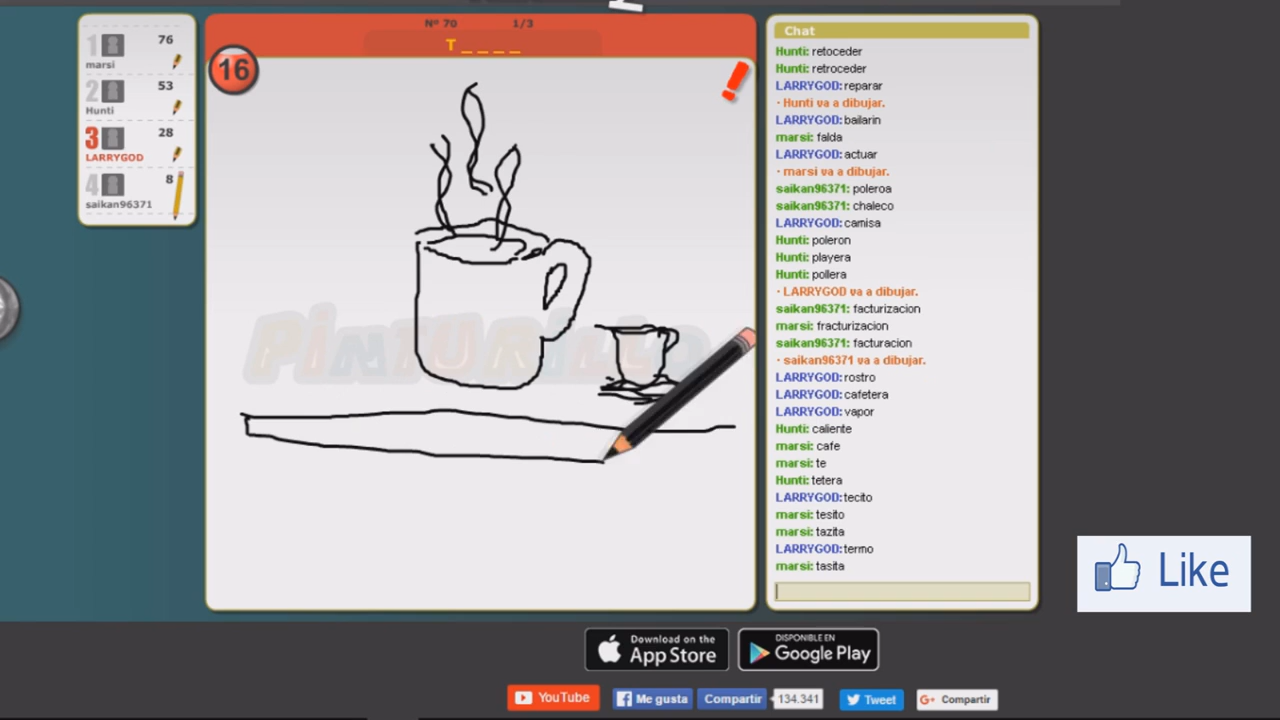 Nº 70 1/3
T _ _ _ _
16
1 76
marsi
2 53
Hunti
3 28
LARRYGOD
4 8
saikan96371
PINTURILLO
Chat
Hunti: retoceder
Hunti: retroceder
LARRYGOD: reparar
· Hunti va a dibujar.
LARRYGOD: bailarin
marsi: falda
LARRYGOD: actuar
· marsi va a dibujar.
saikan96371: poleroa
saikan96371: chaleco
LARRYGOD: camisa
Hunti: poleron
Hunti: playera
Hunti: pollera
· LARRYGOD va a dibujar.
saikan96371: facturizacion
marsi: fracturizacion
saikan96371: facturacion
· saikan96371 va a dibujar.
LARRYGOD: rostro
LARRYGOD: cafetera
LARRYGOD: vapor
Hunti: caliente
marsi: cafe
marsi: te
Hunti: tetera
LARRYGOD: tecito
marsi: tesito
marsi: tazita
LARRYGOD: termo
marsi: tasita
Like
Download on the
App Store
DISPONIBLE EN
Google Play
YouTube
Me gusta
Compartir
134.341
Tweet
G+ Compartir